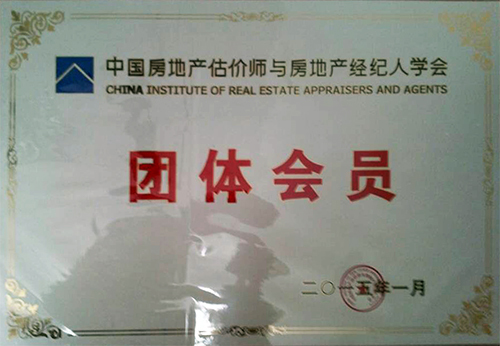 中国房地产估价师与房地产经纪人学会
CHINA INSTITUTE OF REAL ESTATE APPRAISERS AND AGENTS
团体会员
二〇一五年一月